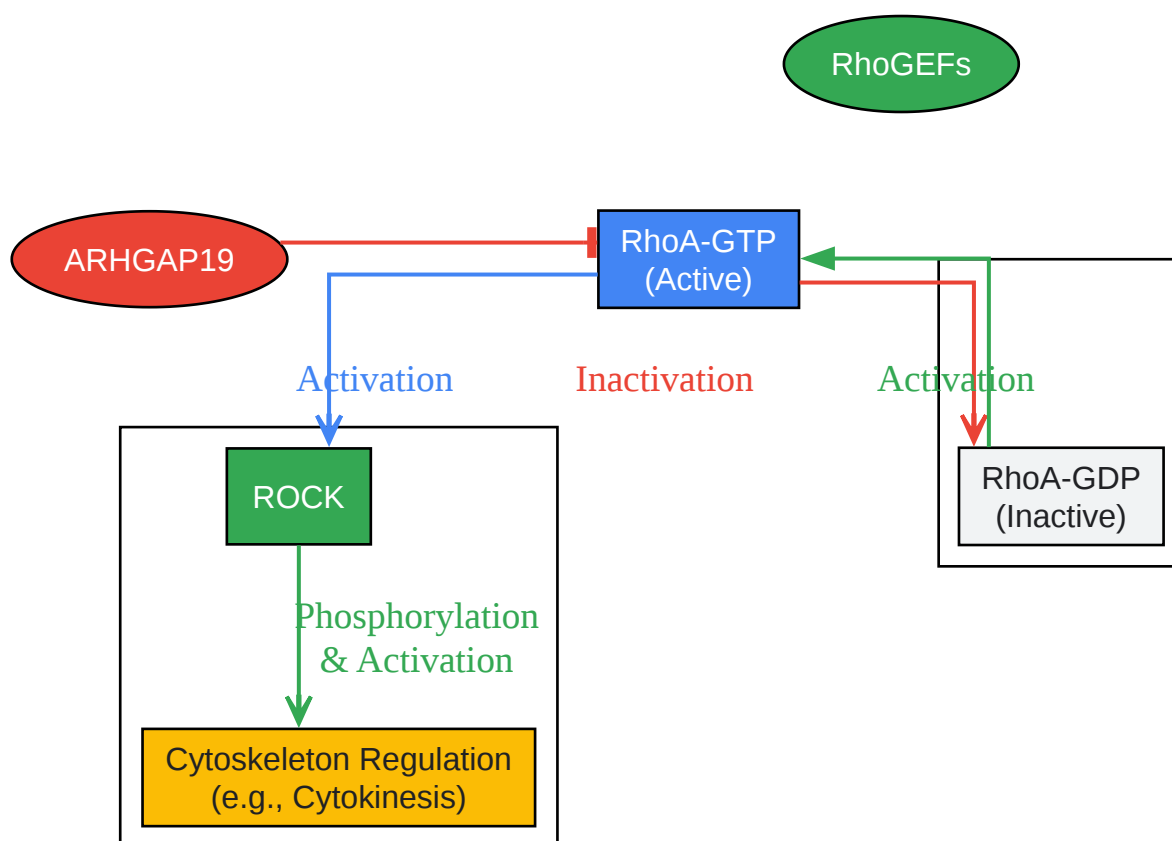 RhoGEFs
ARHGAP19
RhoA-GTP
(Active)
Activation
Inactivation
Activation
ROCK
RhoA-GDP
(Inactive)
Phosphorylation
& Activation
Cytoskeleton Regulation
(e.g., Cytokinesis)